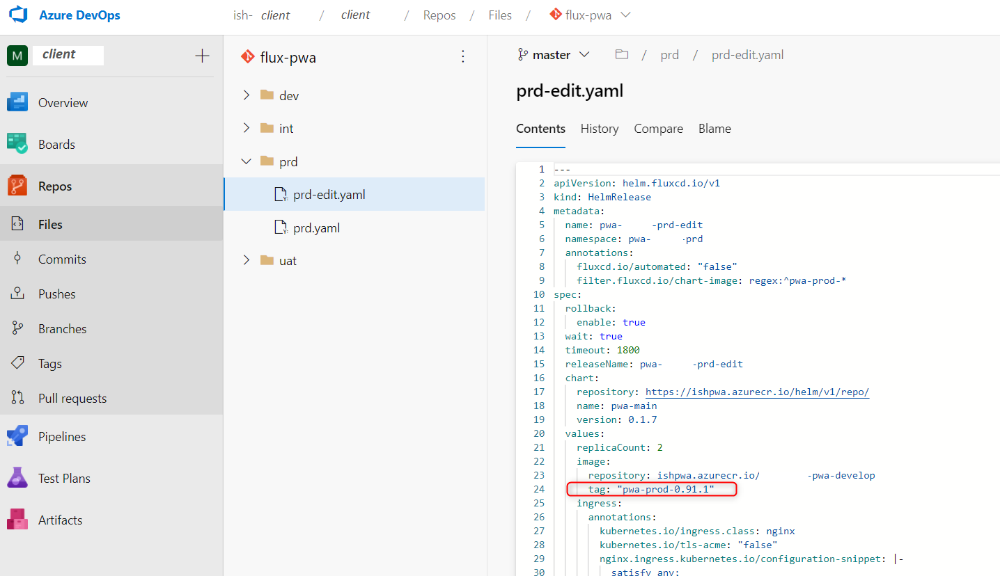 Azure DevOps
ish- client / client / Repos / Files / flux-pwa
M client
Overview
Boards
Repos
Files
Commits
Pushes
Branches
Tags
Pull requests
Pipelines
Test Plans
Artifacts
flux-pwa
dev
int
prd
prd-edit.yaml
prd.yaml
uat
master / prd / prd-edit.yaml
prd-edit.yaml
Contents History Compare Blame
1 ---
2 apiVersion: helm.fluxcd.io/v1
3 kind: HelmRelease
4 metadata:
5 name: pwa- -prd-edit
6 namespace: pwa- -prd
7 annotations:
8 fluxcd.io/automated: "false"
9 filter.fluxcd.io/chart-image: regex:^pwa-prod-*
10 spec:
11 rollback:
12 enable: true
13 wait: true
14 timeout: 1800
15 releaseName: pwa- -prd-edit
16 chart:
17 repository: https://ishpwa.azurecr.io/helm/v1/repo/
18 name: pwa-main
19 version: 0.1.7
20 values:
21 replicaCount: 2
22 image:
23 repository: ishpwa.azurecr.io/ -pwa-develop
24 tag: "pwa-prod-0.91.1"
25 ingress:
26 annotations:
27 kubernetes.io/ingress.class: nginx
28 kubernetes.io/tls-acme: "false"
29 nginx.ingress.kubernetes.io/configuration-snippet: |-
30 satisfy any;